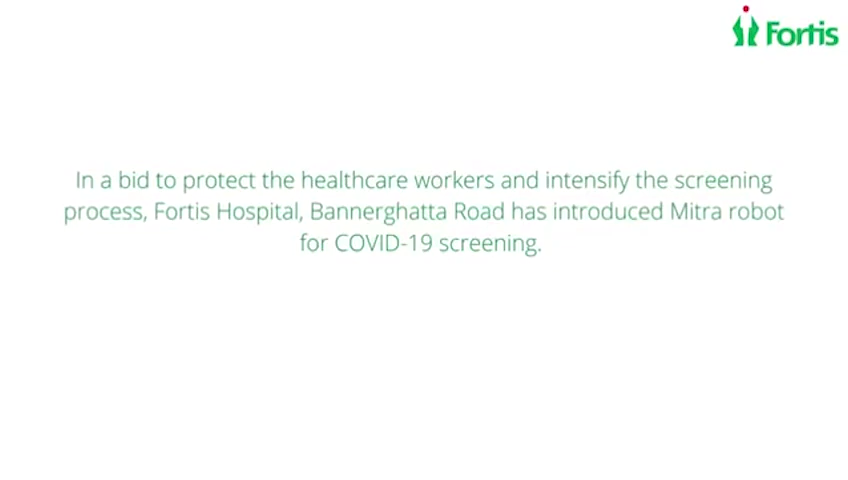 Fortis
In a bid to protect the healthcare workers and intensify the screening
process, Fortis Hospital, Bannerghatta Road has introduced Mitra robot
for COVID-19 screening.